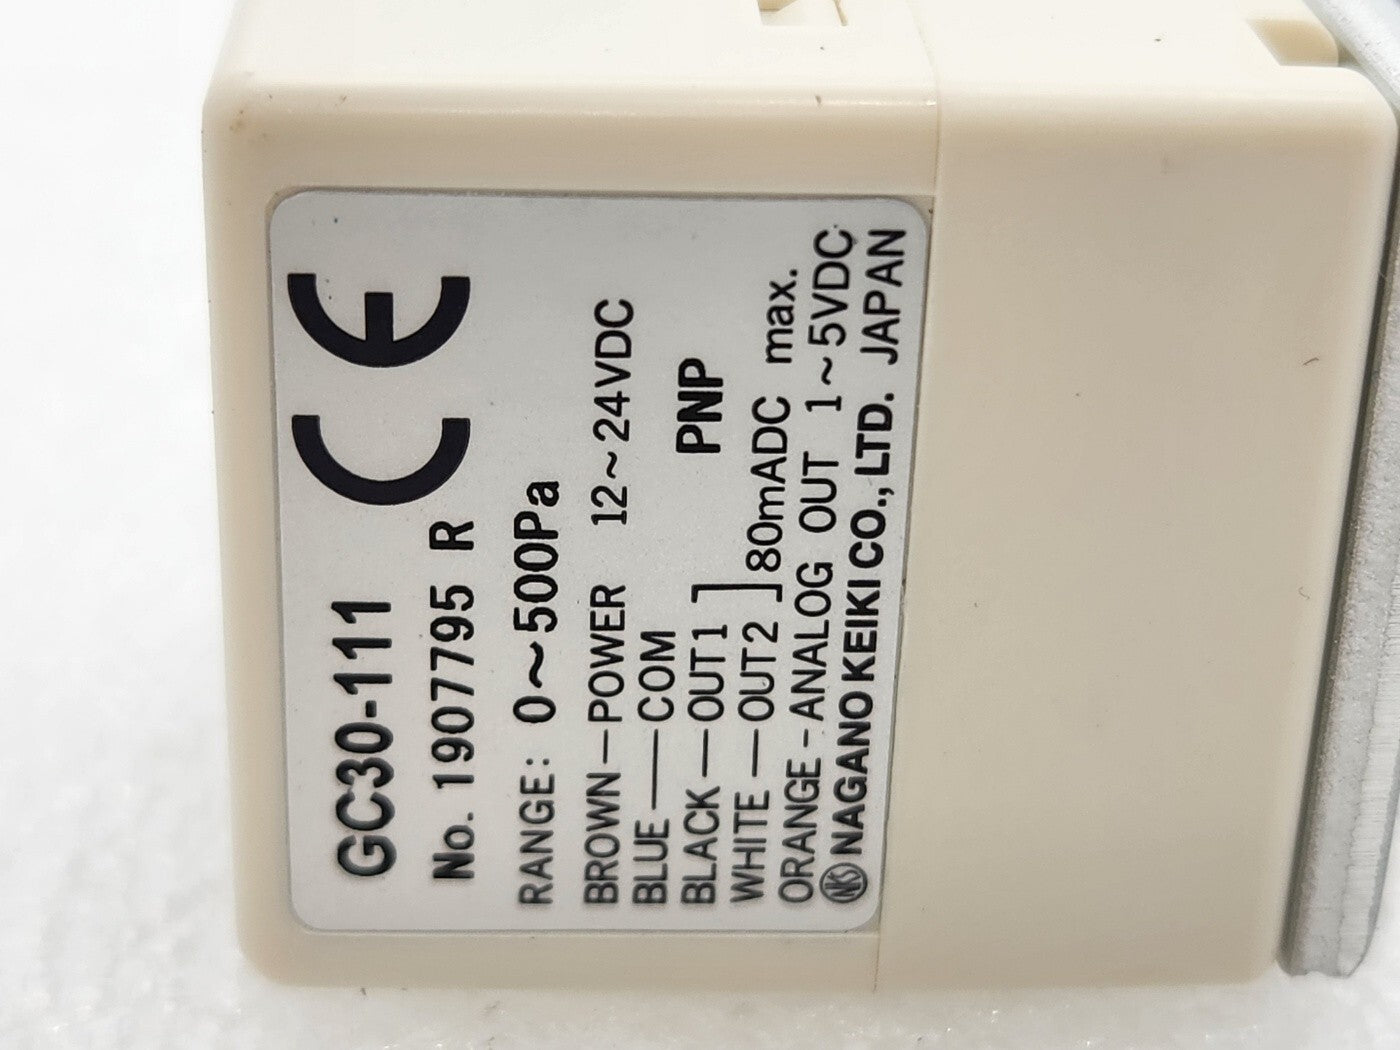 GC30-111
CE
No. 1907795 R
RANGE: 0~500Pa
BROWN—POWER 12~24VDC
BLUE—COM
BLACK—OUT1 ] PNP
WHITE—OUT2 ] 80mADC max.
ORANGE-ANALOG OUT 1~5VDC
NKS NAGANO KEIKI CO., LTD. JAPAN